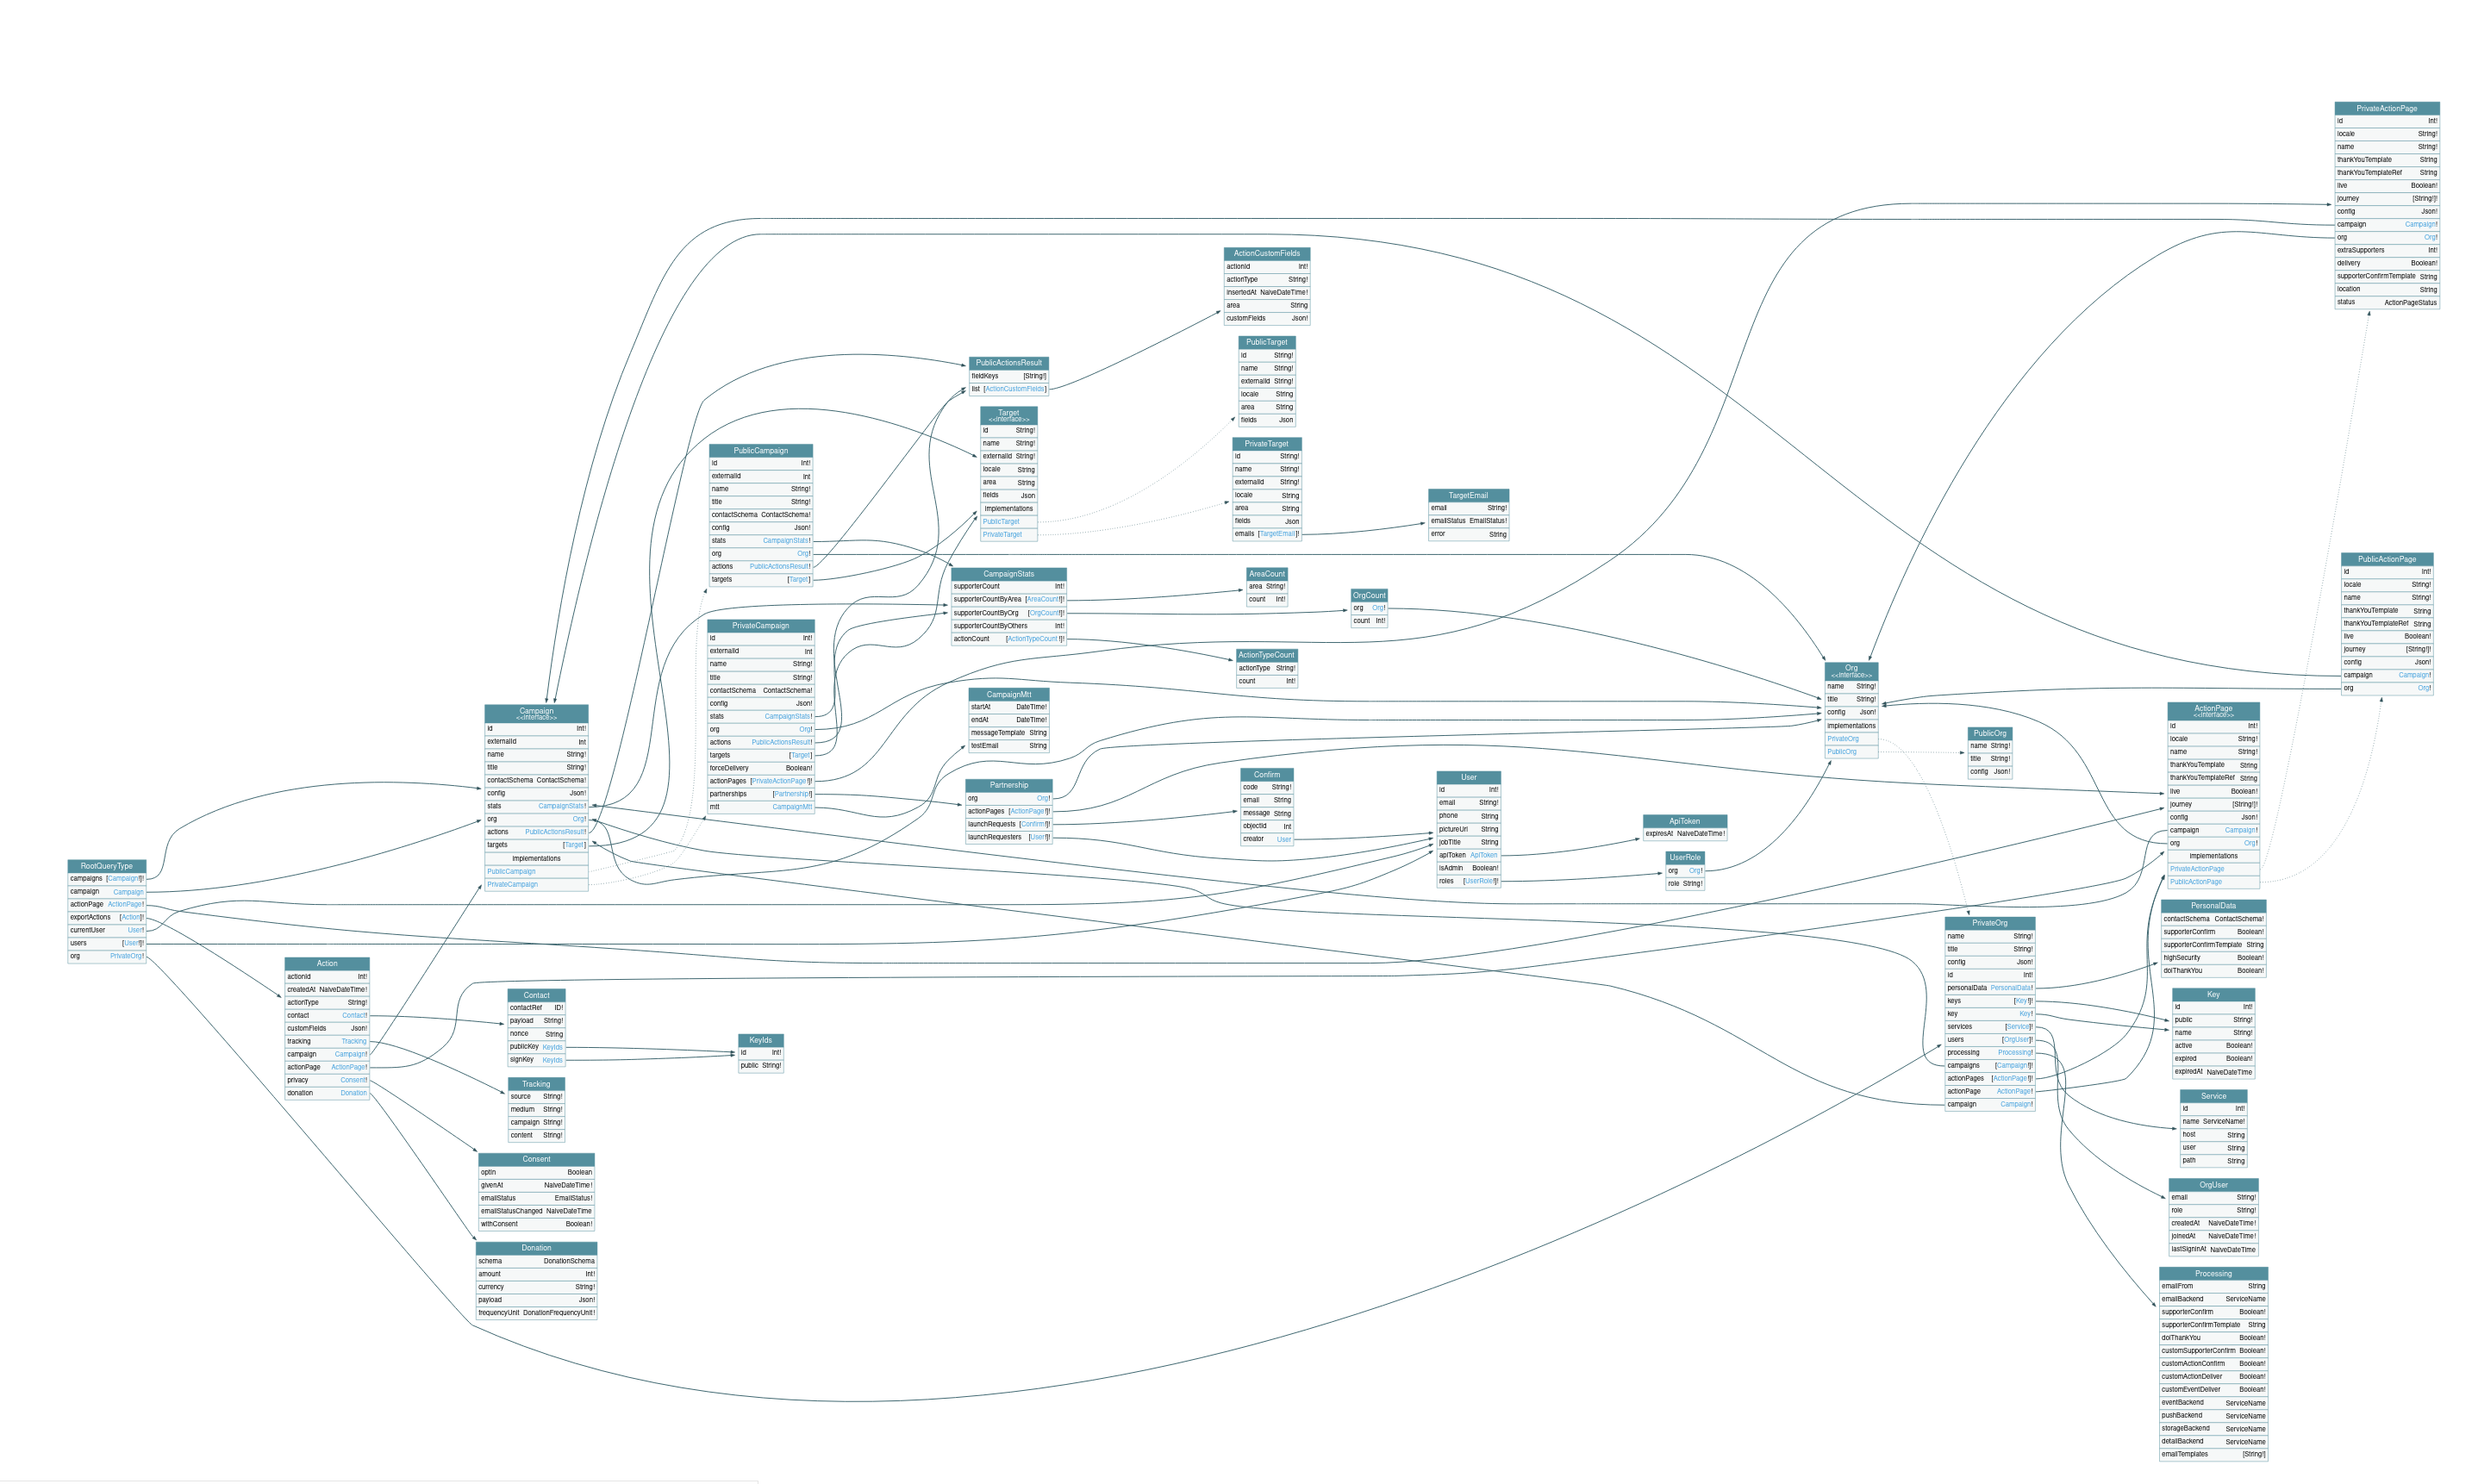 RootQueryType
campaigns [Campaign!]!
campaign Campaign
actionPage ActionPage!
exportActions [Action]!
currentUser User!
users [User!]!
org PrivateOrg!
Action
actionId Int!
createdAt NaiveDateTime!
actionType String!
contact Contact!
customFields Json!
tracking Tracking
campaign Campaign!
actionPage ActionPage!
privacy Consent!
donation Donation
Campaign
<<Interface>>
id Int!
externalId Int
name String!
title String!
contactSchema ContactSchema!
config Json!
stats CampaignStats!
org Org!
actions PublicActionsResult!
targets [Target]
implementations
PublicCampaign
PrivateCampaign
Contact
contactRef ID!
payload String!
nonce String
publicKey KeyIds
signKey KeyIds
Tracking
source String!
medium String!
campaign String!
content String!
Consent
optIn Boolean
givenAt NaiveDateTime!
emailStatus EmailStatus!
emailStatusChanged NaiveDateTime
withConsent Boolean!
Donation
schema DonationSchema
amount Int!
currency String!
payload Json!
frequencyUnit DonationFrequencyUnit!
PublicCampaign
id Int!
externalId Int
name String!
title String!
contactSchema ContactSchema!
config Json!
stats CampaignStats!
org Org!
actions PublicActionsResult!
targets [Target]
PrivateCampaign
id Int!
externalId Int
name String!
title String!
contactSchema ContactSchema!
config Json!
stats CampaignStats!
org Org!
actions PublicActionsResult!
targets [Target]
forceDelivery Boolean!
actionPages [PrivateActionPage!]!
partnerships [Partnership!]
mtt CampaignMtt
KeyIds
id Int!
public String!
PublicActionsResult
fieldKeys [String!]
list [ActionCustomFields]
Target
<<Interface>>
id String!
name String!
externalId String!
locale String
area String
fields Json
implementations
PublicTarget
PrivateTarget
CampaignStats
supporterCount Int!
supporterCountByArea [AreaCount!]!
supporterCountByOrg [OrgCount!]!
supporterCountByOthers Int!
actionCount [ActionTypeCount!]!
CampaignMtt
startAt DateTime!
endAt DateTime!
messageTemplate String
testEmail String
Partnership
org Org!
actionPages [ActionPage!]!
launchRequests [Confirm!]!
launchRequesters [User!]!
ActionCustomFields
actionId Int!
actionType String!
insertedAt NaiveDateTime!
area String
customFields Json!
PublicTarget
id String!
name String!
externalId String!
locale String
area String
fields Json
PrivateTarget
id String!
name String!
externalId String!
locale String
area String
fields Json
emails [TargetEmail]!
AreaCount
area String!
count Int!
OrgCount
org Org!
count Int!
ActionTypeCount
actionType String!
count Int!
Confirm
code String!
email String
message String
objectId Int
creator User
TargetEmail
email String!
emailStatus EmailStatus!
error String
User
id Int!
email String!
phone String
pictureUrl String
jobTitle String
apiToken ApiToken
isAdmin Boolean!
roles [UserRole!]!
ApiToken
expiresAt NaiveDateTime!
UserRole
org Org!
role String!
Org
<<Interface>>
name String!
title String!
config Json!
implementations
PrivateOrg
PublicOrg
PublicOrg
name String!
title String!
config Json!
PrivateOrg
name String!
title String!
config Json!
id Int!
personalData PersonalData!
keys [Key!]!
key Key!
services [Service]!
users [OrgUser]!
processing Processing!
campaigns [Campaign!]!
actionPages [ActionPage!]!
actionPage ActionPage!
campaign Campaign!
PrivateActionPage
id Int!
locale String!
name String!
thankYouTemplate String
thankYouTemplateRef String
live Boolean!
journey [String!]!
config Json!
campaign Campaign!
org Org!
extraSupporters Int!
delivery Boolean!
supporterConfirmTemplate String
location String
status ActionPageStatus
PublicActionPage
id Int!
locale String!
name String!
thankYouTemplate String
thankYouTemplateRef String
live Boolean!
journey [String!]!
config Json!
campaign Campaign!
org Org!
ActionPage
<<Interface>>
id Int!
locale String!
name String!
thankYouTemplate String
thankYouTemplateRef String
live Boolean!
journey [String!]!
config Json!
campaign Campaign!
org Org!
implementations
PrivateActionPage
PublicActionPage
PersonalData
contactSchema ContactSchema!
supporterConfirm Boolean!
supporterConfirmTemplate String
highSecurity Boolean!
doiThankYou Boolean!
Key
id Int!
public String!
name String!
active Boolean!
expired Boolean!
expiredAt NaiveDateTime
Service
id Int!
name ServiceName!
host String
user String
path String
OrgUser
email String!
role String!
createdAt NaiveDateTime!
joinedAt NaiveDateTime!
lastSigninAt NaiveDateTime
Processing
emailFrom String
emailBackend ServiceName
supporterConfirm Boolean!
supporterConfirmTemplate String
doiThankYou Boolean!
customSupporterConfirm Boolean!
customActionConfirm Boolean!
customActionDeliver Boolean!
customEventDeliver Boolean!
eventBackend ServiceName
pushBackend ServiceName
storageBackend ServiceName
detailBackend ServiceName
emailTemplates [String!]